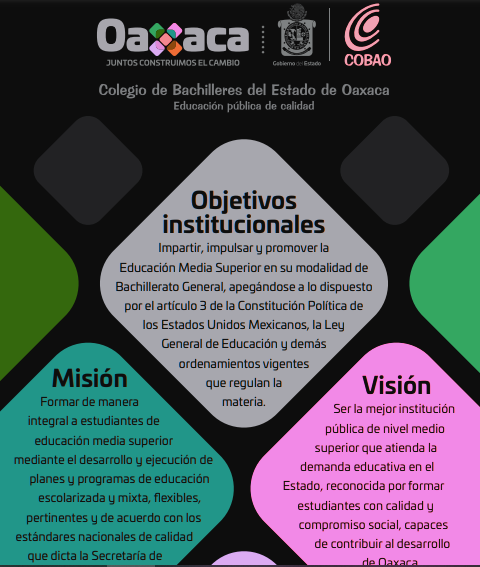 Oaxaca
JUNTOS CONSTRUIMOS EL CAMBIO
Gobierno del Estado
COBAO
Colegio de Bachilleres del Estado de Oaxaca
Educación pública de calidad
Objetivos
institucionales
Impartir, impulsar y promover la
Educación Media Superior en su modalidad de
Bachillerato General, apegándose a lo dispuesto
por el artículo 3 de la Constitución Política de
los Estados Unidos Mexicanos, la Ley
General de Educación y demás
ordenamientos vigentes
que regulan la
materia.
Misión
Formar de manera
integral a estudiantes de
educación media superior
mediante el desarrollo y ejecución de
planes y programas de educación
escolarizada y mixta, flexibles,
pertinentes y de acuerdo con los
estándares nacionales de calidad
que dicta la Secretaría de
Visión
Ser la mejor institución
pública de nivel medio
superior que atienda la
demanda educativa en el
Estado, reconocida por formar
estudiantes con calidad y
compromiso social, capaces
de contribuir al desarrollo
de Oaxaca